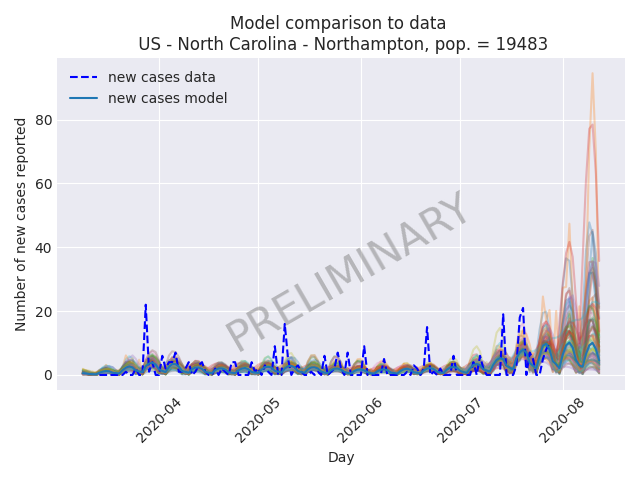 Model comparison to data
US - North Carolina - Northampton, pop. = 19483
new cases data
new cases model
Number of new cases reported
80
60
40
20
0
PRELIMINARY
2020-04
2020-05
2020-06
2020-07
2020-08
Day